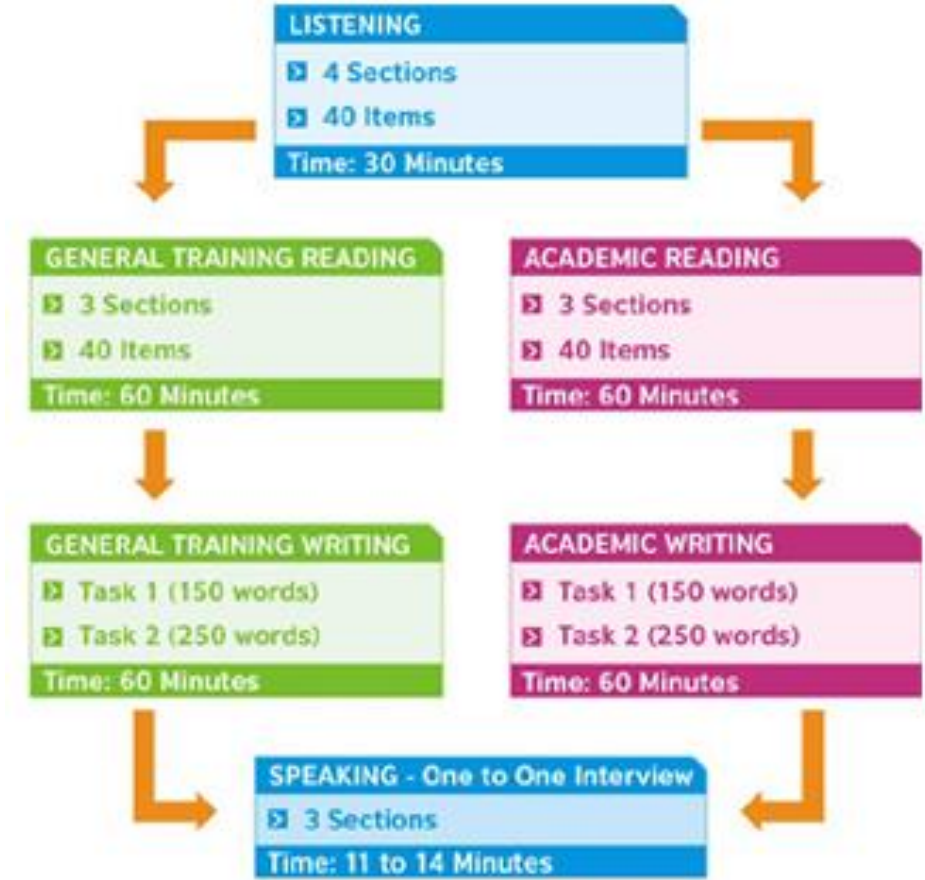 LISTENING
4 Sections
40 Items
Time: 30 Minutes
GENERAL TRAINING READING
3 Sections
40 Items
Time: 60 Minutes
ACADEMIC READING
3 Sections
40 Items
Time: 60 Minutes
GENERAL TRAINING WRITING
Task 1 (150 words)
Task 2 (250 words)
Time: 60 Minutes
ACADEMIC WRITING
Task 1 (150 words)
Task 2 (250 words)
Time: 60 Minutes
SPEAKING - One to One Interview
3 Sections
Time: 11 to 14 Minutes